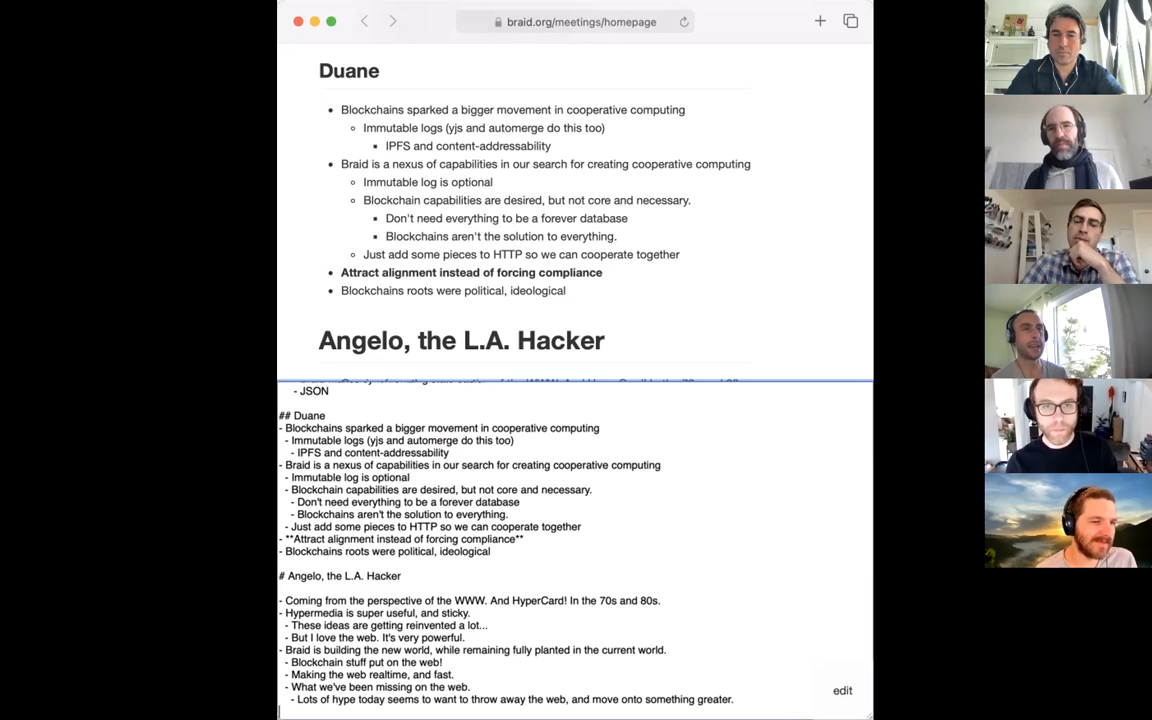 braid.org/meetings/homepage
Duane
• Blockchains sparked a bigger movement in cooperative computing
◦ Immutable logs (yjs and automerge do this too)
▪ IPFS and content-addressability
• Braid is a nexus of capabilities in our search for creating cooperative computing
◦ Immutable log is optional
◦ Blockchain capabilities are desired, but not core and necessary.
▪ Don't need everything to be a forever database
▪ Blockchains aren't the solution to everything.
◦ Just add some pieces to HTTP so we can cooperate together
• Attract alignment instead of forcing compliance
• Blockchains roots were political, ideological
Angelo, the L.A. Hacker
- JSON
## Duane
- Blockchains sparked a bigger movement in cooperative computing
- Immutable logs (yjs and automerge do this too)
- IPFS and content-addressability
- Braid is a nexus of capabilities in our search for creating cooperative computing
- Immutable log is optional
- Blockchain capabilities are desired, but not core and necessary.
- Don't need everything to be a forever database
- Blockchains aren't the solution to everything.
- Just add some pieces to HTTP so we can cooperate together
- **Attract alignment instead of forcing compliance**
- Blockchains roots were political, ideological
# Angelo, the L.A. Hacker
- Coming from the perspective of the WWW. And HyperCard! In the 70s and 80s.
- Hypermedia is super useful, and sticky.
- These ideas are getting reinvented a lot...
- But I love the web. It's very powerful.
- Braid is building the new world, while remaining fully planted in the current world.
- Blockchain stuff put on the web!
- Making the web realtime, and fast.
- What we've been missing on the web.
- Lots of hype today seems to want to throw away the web, and move onto something greater.
edit